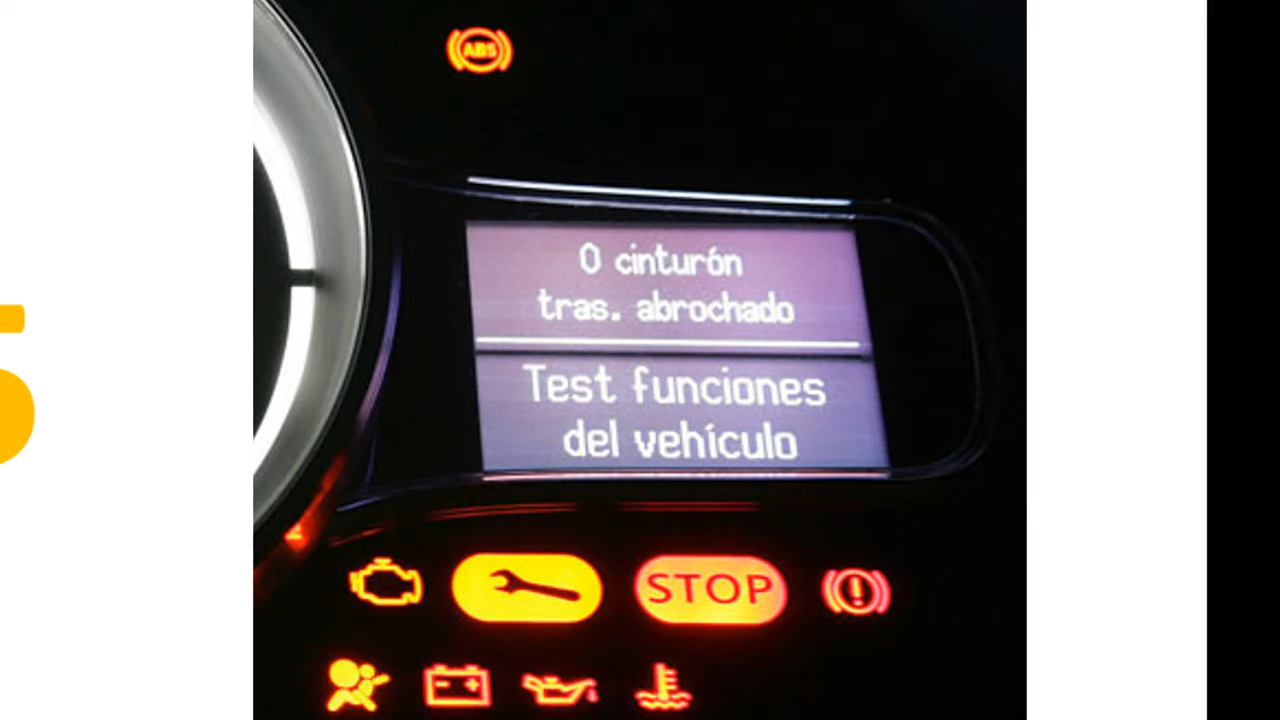 ABS
0 cinturón
tras. abrochado
Test funciones
del vehículo
STOP